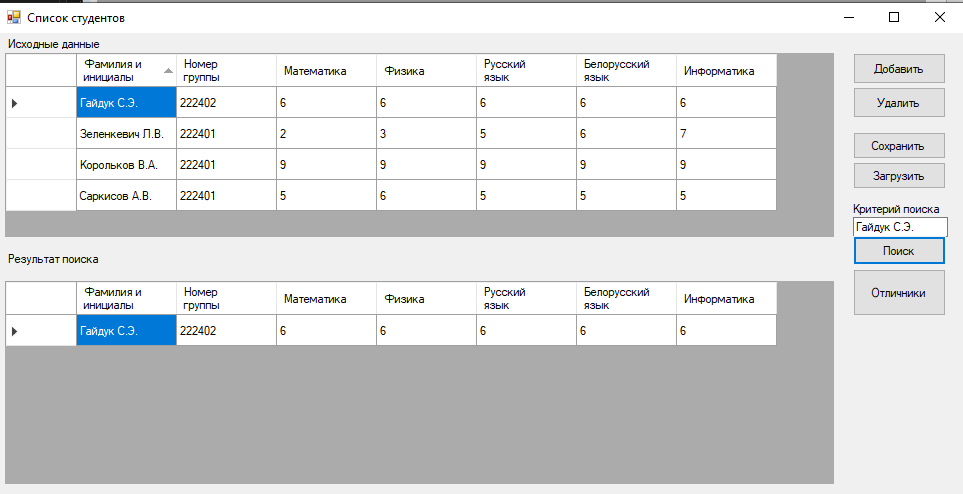 Список студентов
Исходные данные
Фамилия и инициалы Номер группы Математика Физика Русский язык Белорусский язык Информатика
Гайдук С.Э. 222402 6 6 6 6 6
Зеленкевич Л.В. 222401 2 3 5 6 7
Корольков В.А. 222401 9 9 9 9 9
Саркисов А.В. 222401 5 6 5 5 5
Добавить
Удалить
Сохранить
Загрузить
Критерий поиска
Гайдук С.Э.
Поиск
Отличники
Результат поиска
Фамилия и инициалы Номер группы Математика Физика Русский язык Белорусский язык Информатика
Гайдук С.Э. 222402 6 6 6 6 6